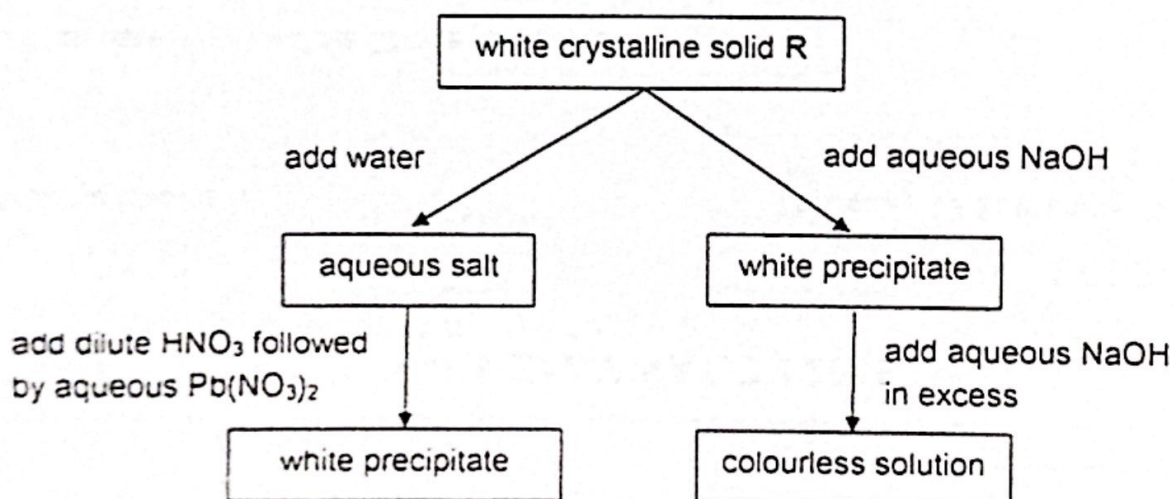 white crystalline solid R
add water
add aqueous NaOH
aqueous salt
white precipitate
add dilute HNO₃ followed
by aqueous Pb(NO₃)₂
add aqueous NaOH
in excess
white precipitate
colourless solution